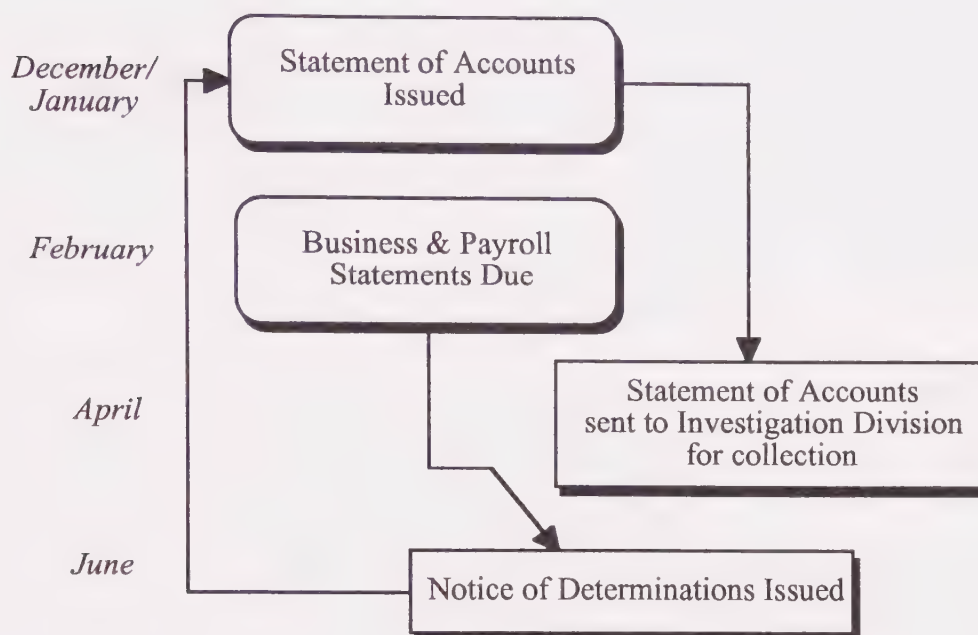 December/
January
Statement of Accounts
Issued
February
Business & Payroll
Statements Due
April
Statement of Accounts
sent to Investigation Division
for collection
June
Notice of Determinations Issued